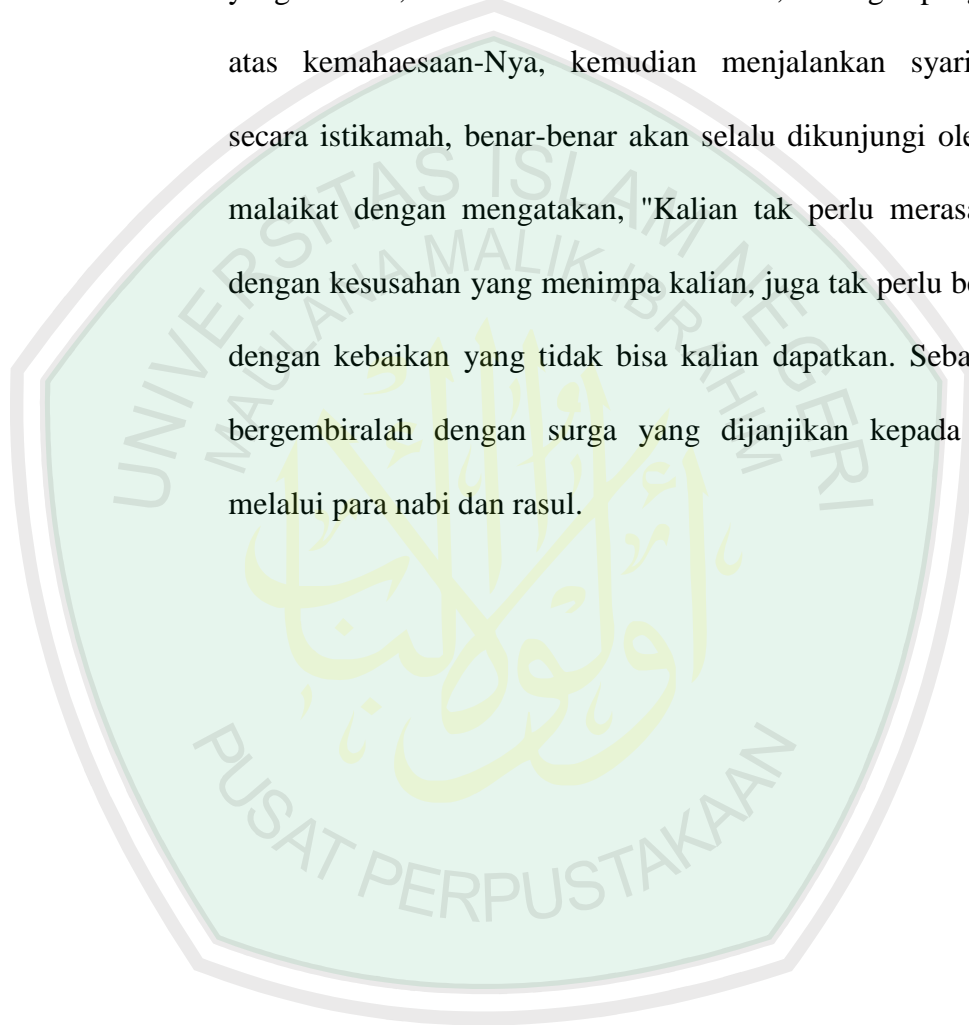 atas kemahaesaan-Nya, kemudian menjalankan syari
secara istikamah, benar-benar akan selalu dikunjungi ole
malaikat dengan mengatakan, "Kalian tak perlu merasa
dengan kesusahan yang menimpa kalian, juga tak perlu be
dengan kebaikan yang tidak bisa kalian dapatkan. Seba
bergembiralah dengan surga yang dijanjikan kepada
melalui para nabi dan rasul.
UNIVERSITAS ISLAM NEGERI
MAULANA MALIK IBRAHIM
PUSAT PERPUSTAKAAN